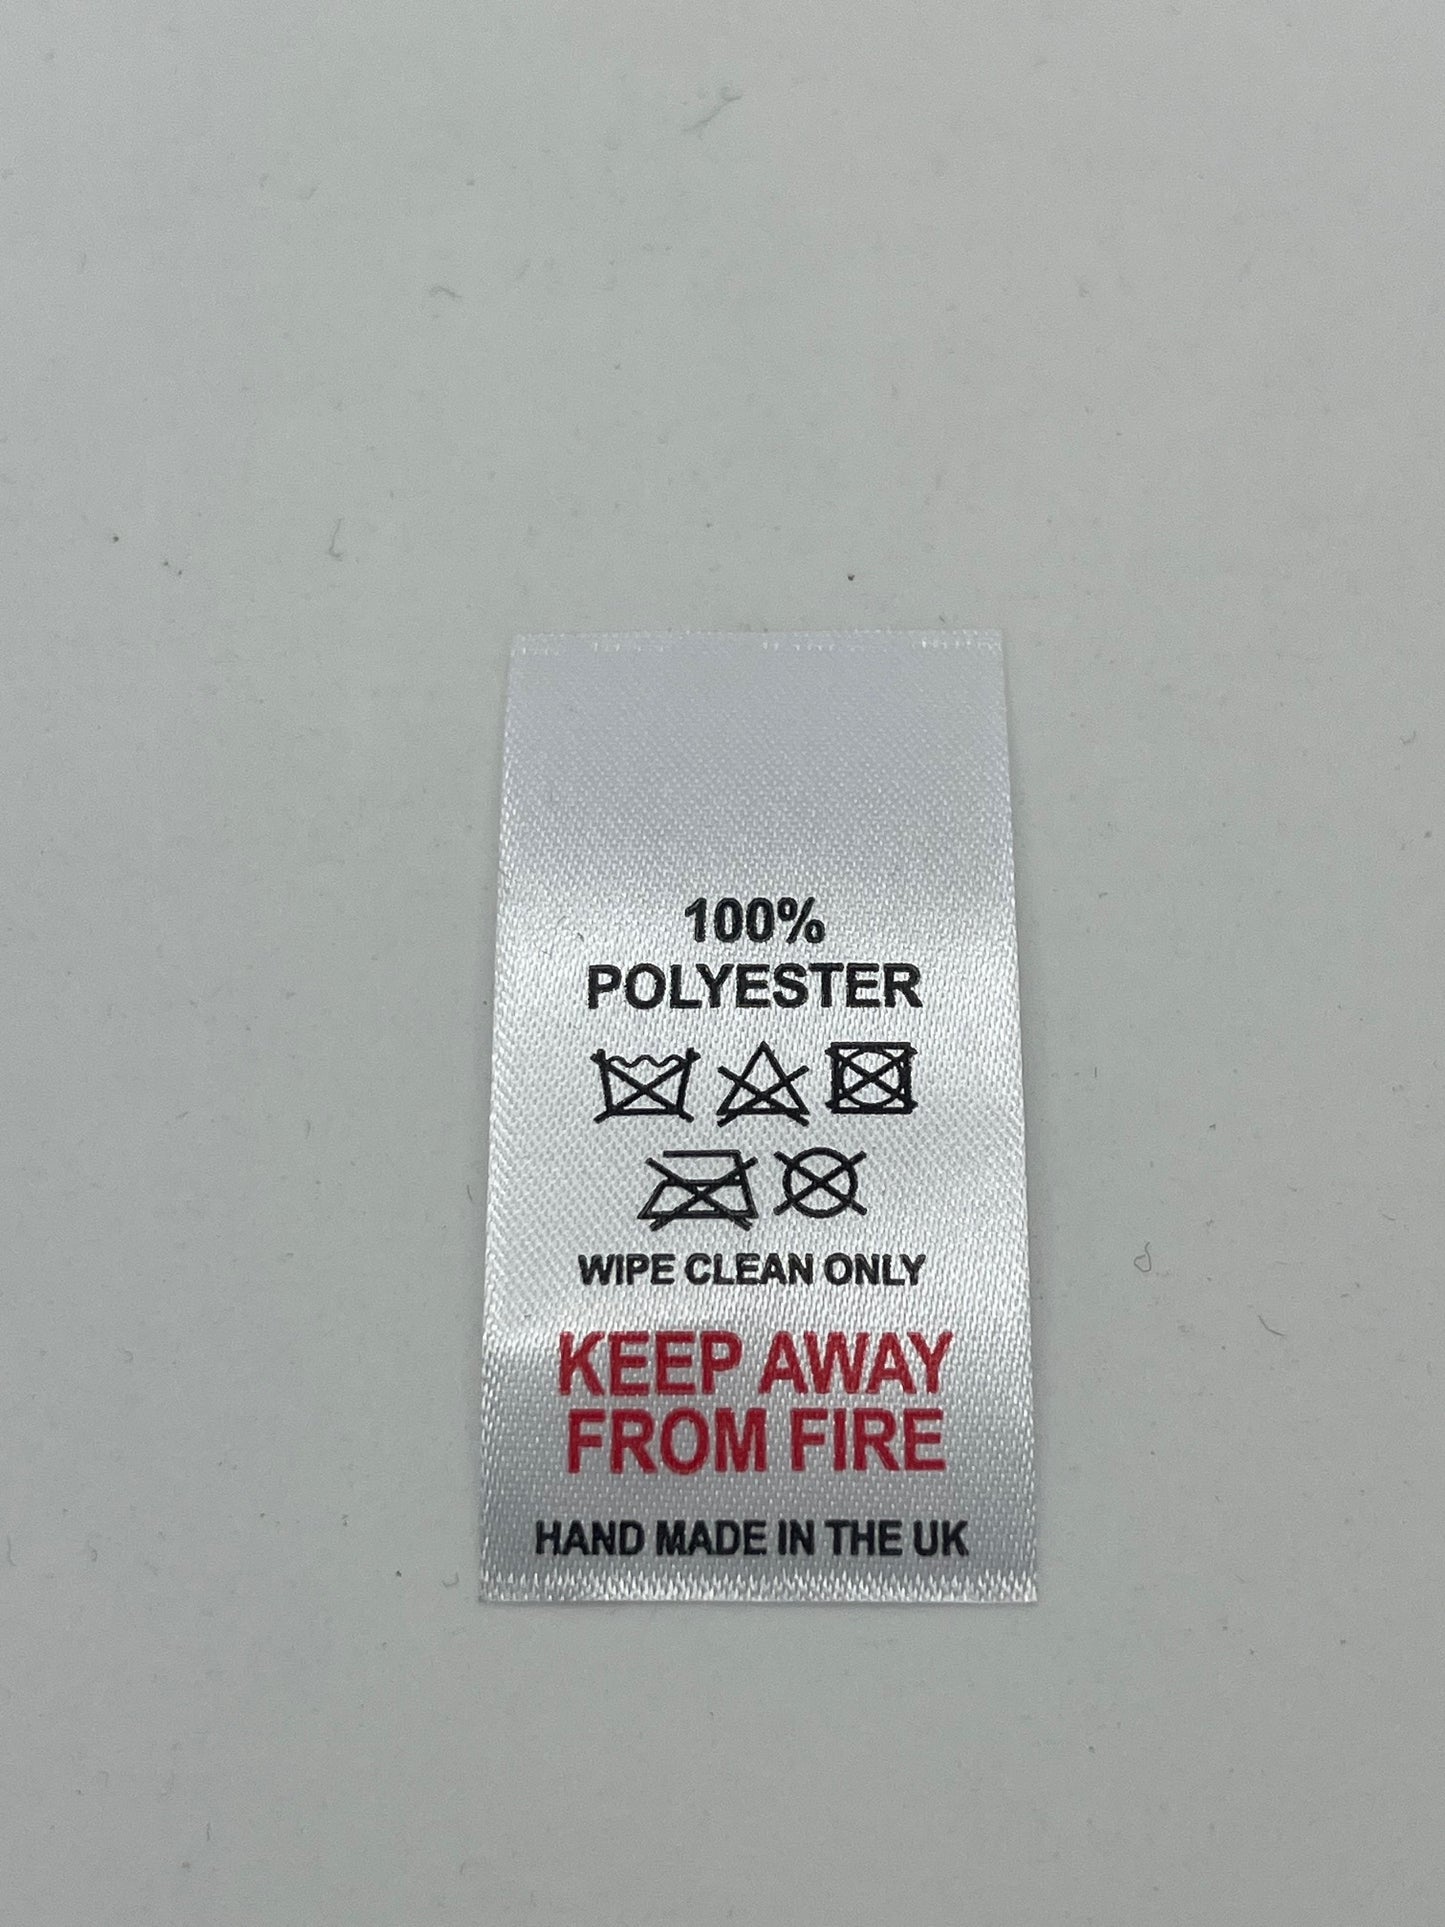 100%
POLYESTER
WIPE CLEAN ONLY
KEEP AWAY
FROM FIRE
HAND MADE IN THE UK